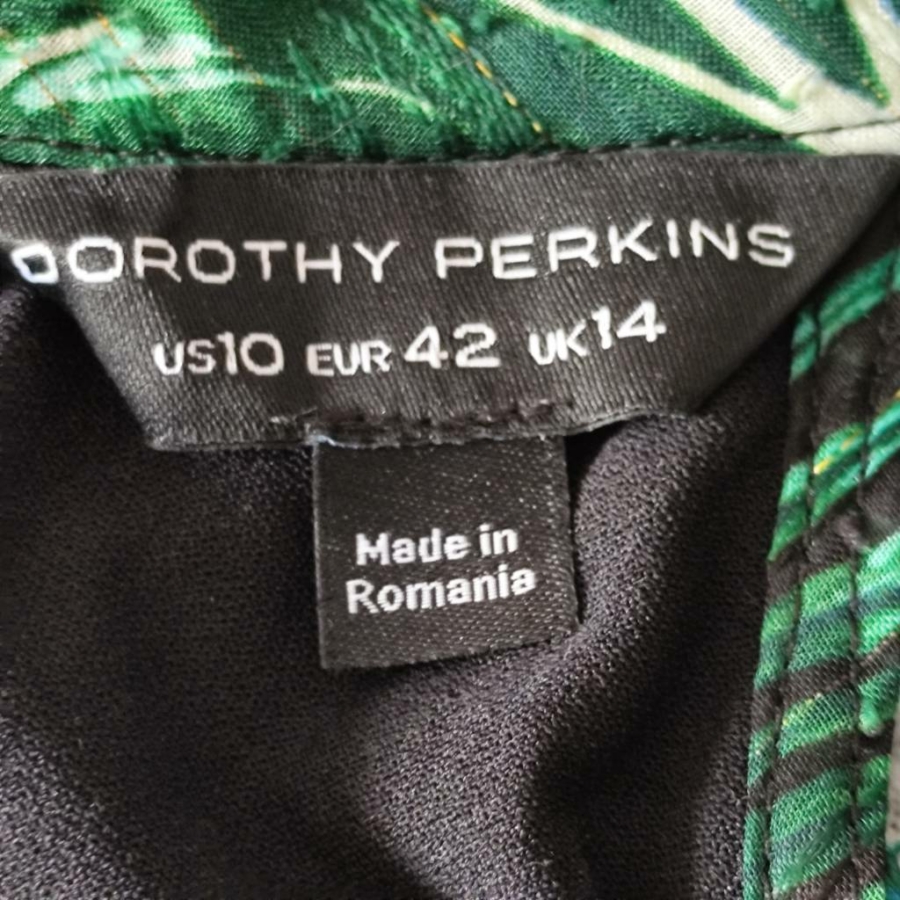 DOROTHY PERKINS
US10 EUR 42 UK14
Made in
Romania